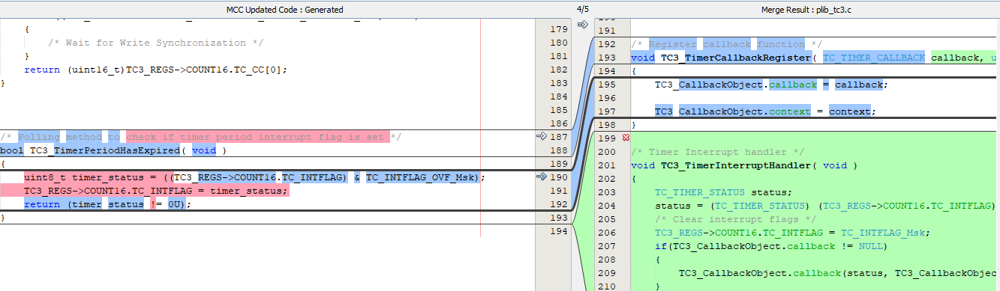 MCC Updated Code : Generated
4/5
Merge Result : plib_tc3.c
179 {
180 /* Wait for Write Synchronization */
181 }
182 return (uint16_t)TC3_REGS->COUNT16.TC_CC[0];
183 }
184
185
186
187 /* Polling method to check if timer period interrupt flag is set */
188 bool TC3_TimerPeriodHasExpired( void )
189 {
190 uint8_t timer_status = ((TC3_REGS->COUNT16.TC_INTFLAG) & TC_INTFLAG_OVF_Msk);
191 TC3_REGS->COUNT16.TC_INTFLAG = timer_status;
192 return (timer_status != 0U);
193 }
194
191
192 /* Register callback function */
193 void TC3_TimerCallbackRegister( TC_TIMER_CALLBACK callback, u
194 {
195 TC3_CallbackObject.callback = callback;
196
197 TC3_CallbackObject.context = context;
198 }
199
200 /* Timer Interrupt handler */
201 void TC3_TimerInterruptHandler( void )
202 {
203 TC_TIMER_STATUS status;
204 status = (TC_TIMER_STATUS) (TC3_REGS->COUNT16.TC_INTFLAG)
205 /* Clear interrupt flags */
206 TC3_REGS->COUNT16.TC_INTFLAG = TC_INTFLAG_Msk;
207 if(TC3_CallbackObject.callback != NULL)
208 {
209 TC3_CallbackObject.callback(status, TC3_CallbackObjec
210 }